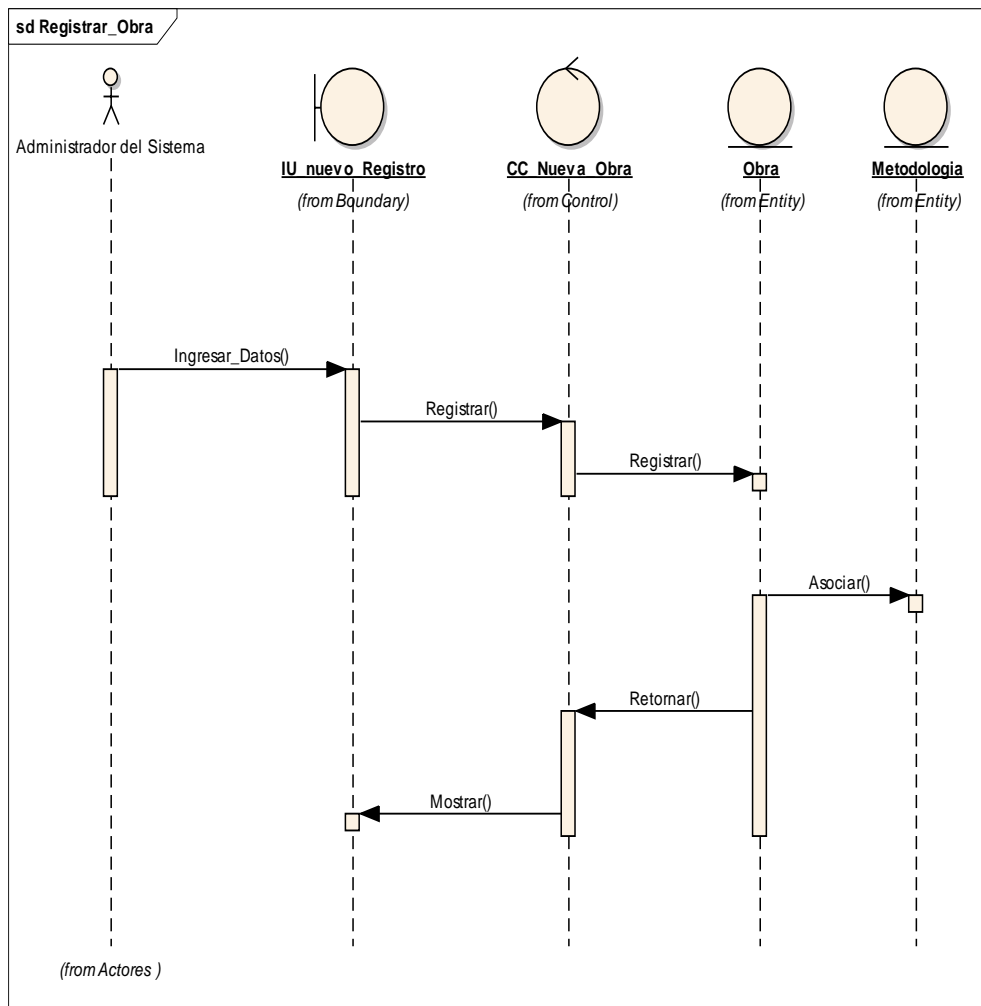 sd Registrar_Obra
Administrador del Sistema
IU_nuevo_Registro
(from Boundary)
CC_Nueva_Obra
(from Control)
Obra
(from Entity)
Metodologia
(from Entity)
Ingresar_Datos()
Registrar()
Registrar()
Asociar()
Retornar()
Mostrar()
(from Actores )